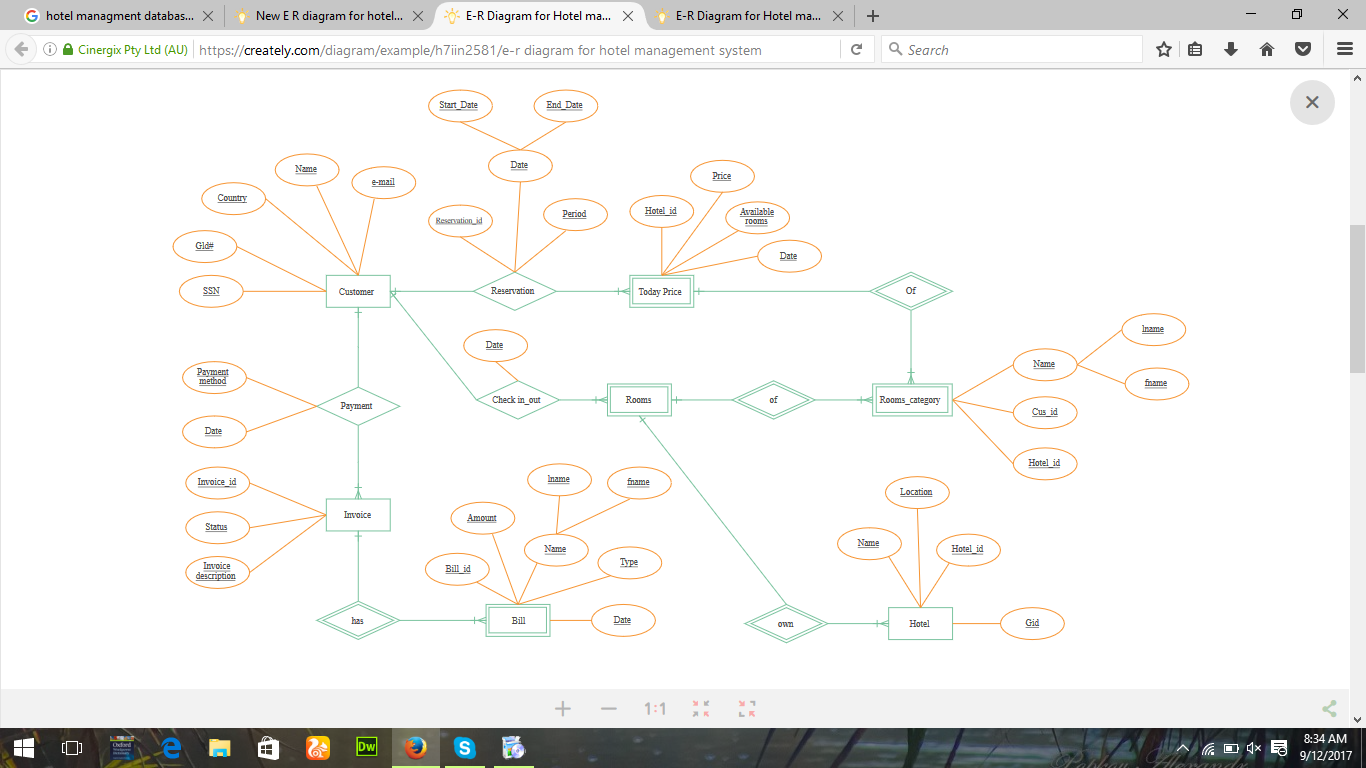 hotel managment databas...
New E R diagram for hotel...
E-R Diagram for Hotel ma...
E-R Diagram for Hotel ma...
Cinergix Pty Ltd (AU)
https://creately.com/diagram/example/h7iin2581/e-r diagram for hotel management system
Search
Start_Date
End_Date
Date
Name
e-mail
Country
Reservation_id
Period
Price
Hotel_id
Available
rooms
Date
Gld#
SSN
Customer
Reservation
Today Price
Of
Date
lname
Name
fname
Payment
method
Payment
Check in_out
Rooms
of
Rooms_category
Cus_id
Date
Hotel_id
Invoice_id
lname
fname
Location
Invoice
Status
Amount
Name
Name
Hotel_id
Invoice
description
Bill_id
Type
has
Bill
Date
own
Hotel
Gid
1:1
Oxford
Dw
8:34 AM
9/12/2017